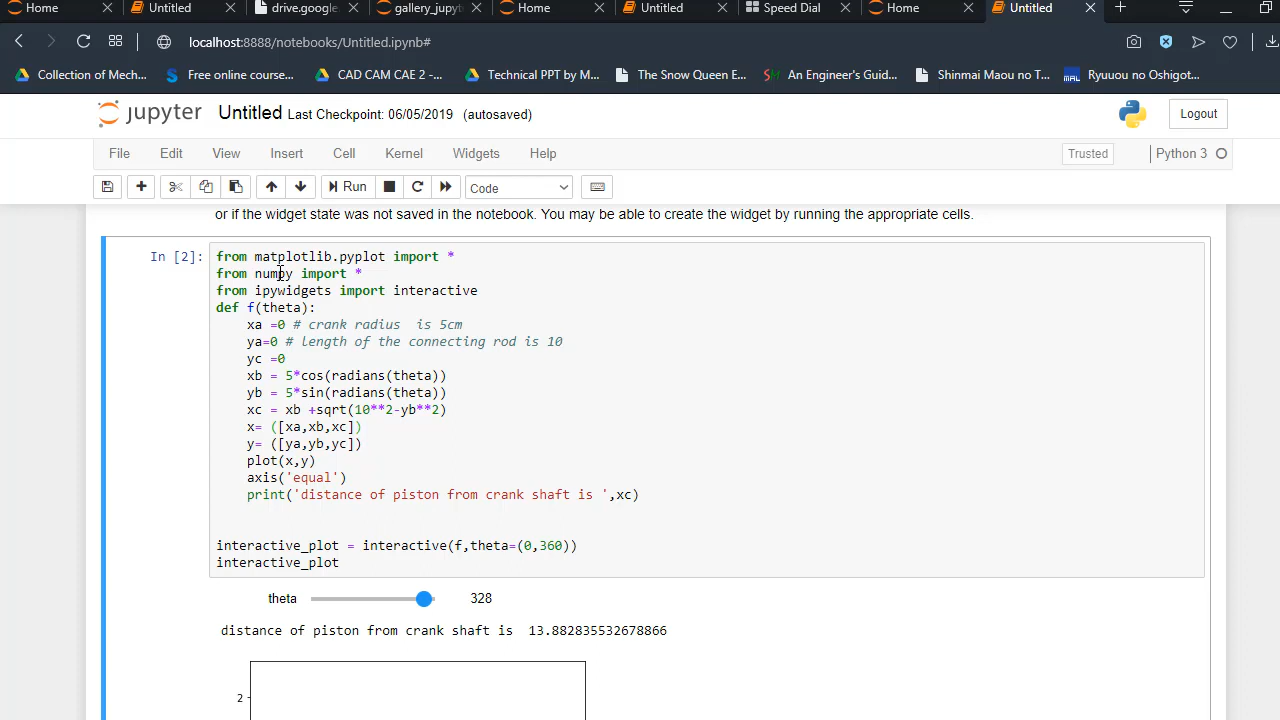 Home Untitled drive.google. gallery_jupyt Home Untitled Speed Dial Home Untitled
localhost:8888/notebooks/Untitled.ipynb#
Collection of Mech... Free online course... CAD CAM CAE 2 -... Technical PPT by M... The Snow Queen E... An Engineer's Guid... Shinmai Maou no T... MAL Ryuuou no Oshigot...
jupyter Untitled Last Checkpoint: 06/05/2019 (autosaved) Logout
File Edit View Insert Cell Kernel Widgets Help Trusted Python 3
Run Code
or if the widget state was not saved in the notebook. You may be able to create the widget by running the appropriate cells.
In [2]: from matplotlib.pyplot import *
from numpy import *
from ipywidgets import interactive
def f(theta):
xa =0 # crank radius  is 5cm
ya=0 # length of the connecting rod is 10
yc =0
xb = 5*cos(radians(theta))
yb = 5*sin(radians(theta))
xc = xb +sqrt(10**2-yb**2)
x= ([xa,xb,xc])
y= ([ya,yb,yc])
plot(x,y)
axis('equal')
print('distance of piston from crank shaft is ',xc)
interactive_plot = interactive(f,theta=(0,360))
interactive_plot
theta 328
distance of piston from crank shaft is  13.882835532678866
2